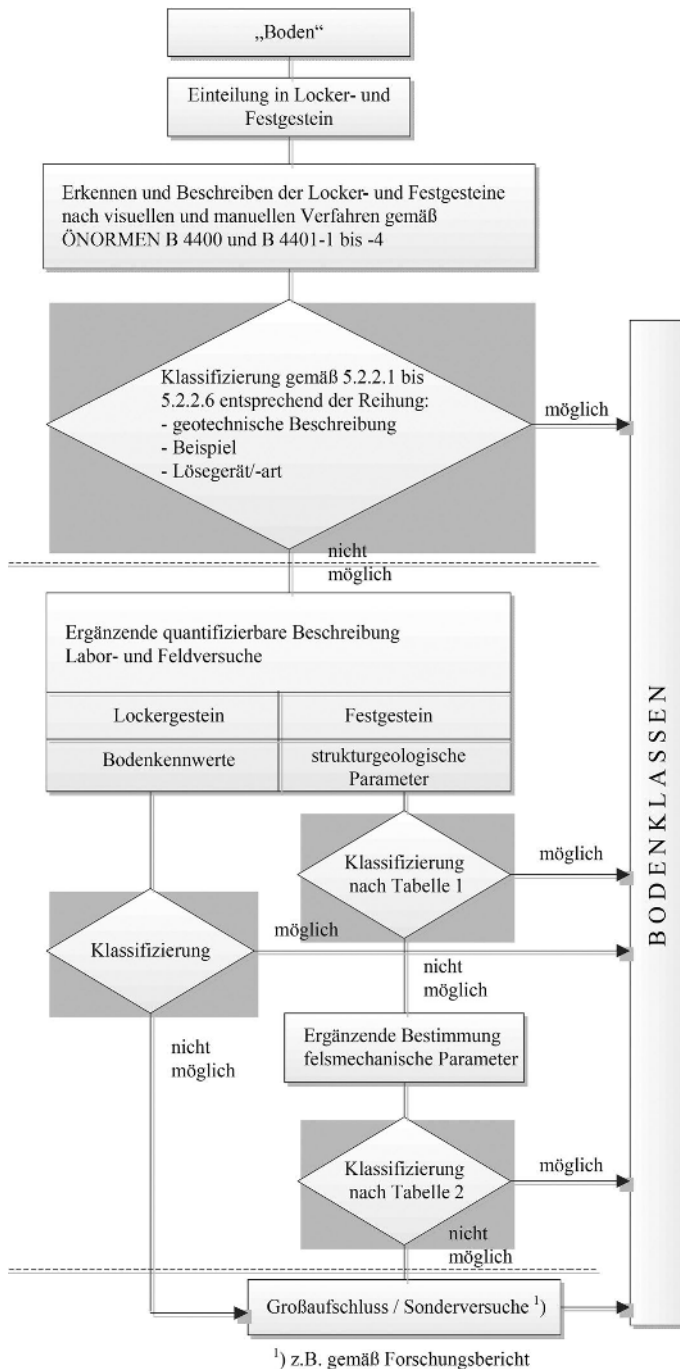 „Boden“
Einteilung in Locker- und
Festgestein
Erkennen und Beschreiben der Locker- und Festgesteine
nach visuellen und manuellen Verfahren gemäß
ÖNORMEN B 4400 und B 4401-1 bis -4
Klassifizierung gemäß 5.2.2.1 bis
5.2.2.6 entsprechend der Reihung:
- geotechnische Beschreibung
- Beispiel
- Lösegerät/-art
möglich
nicht
möglich
Ergänzende quantifizierbare Beschreibung
Labor- und Feldversuche
Lockergestein
Festgestein
Bodenkennwerte
strukturgeologische
Parameter
Klassifizierung
nach Tabelle 1
möglich
Klassifizierung
möglich
nicht
möglich
nicht
möglich
Ergänzende Bestimmung
felsmechanische Parameter
Klassifizierung
nach Tabelle 2
möglich
nicht
möglich
Großaufschluss / Sonderversuche ¹)
BODENKLASSEN
¹) z.B. gemäß Forschungsbericht